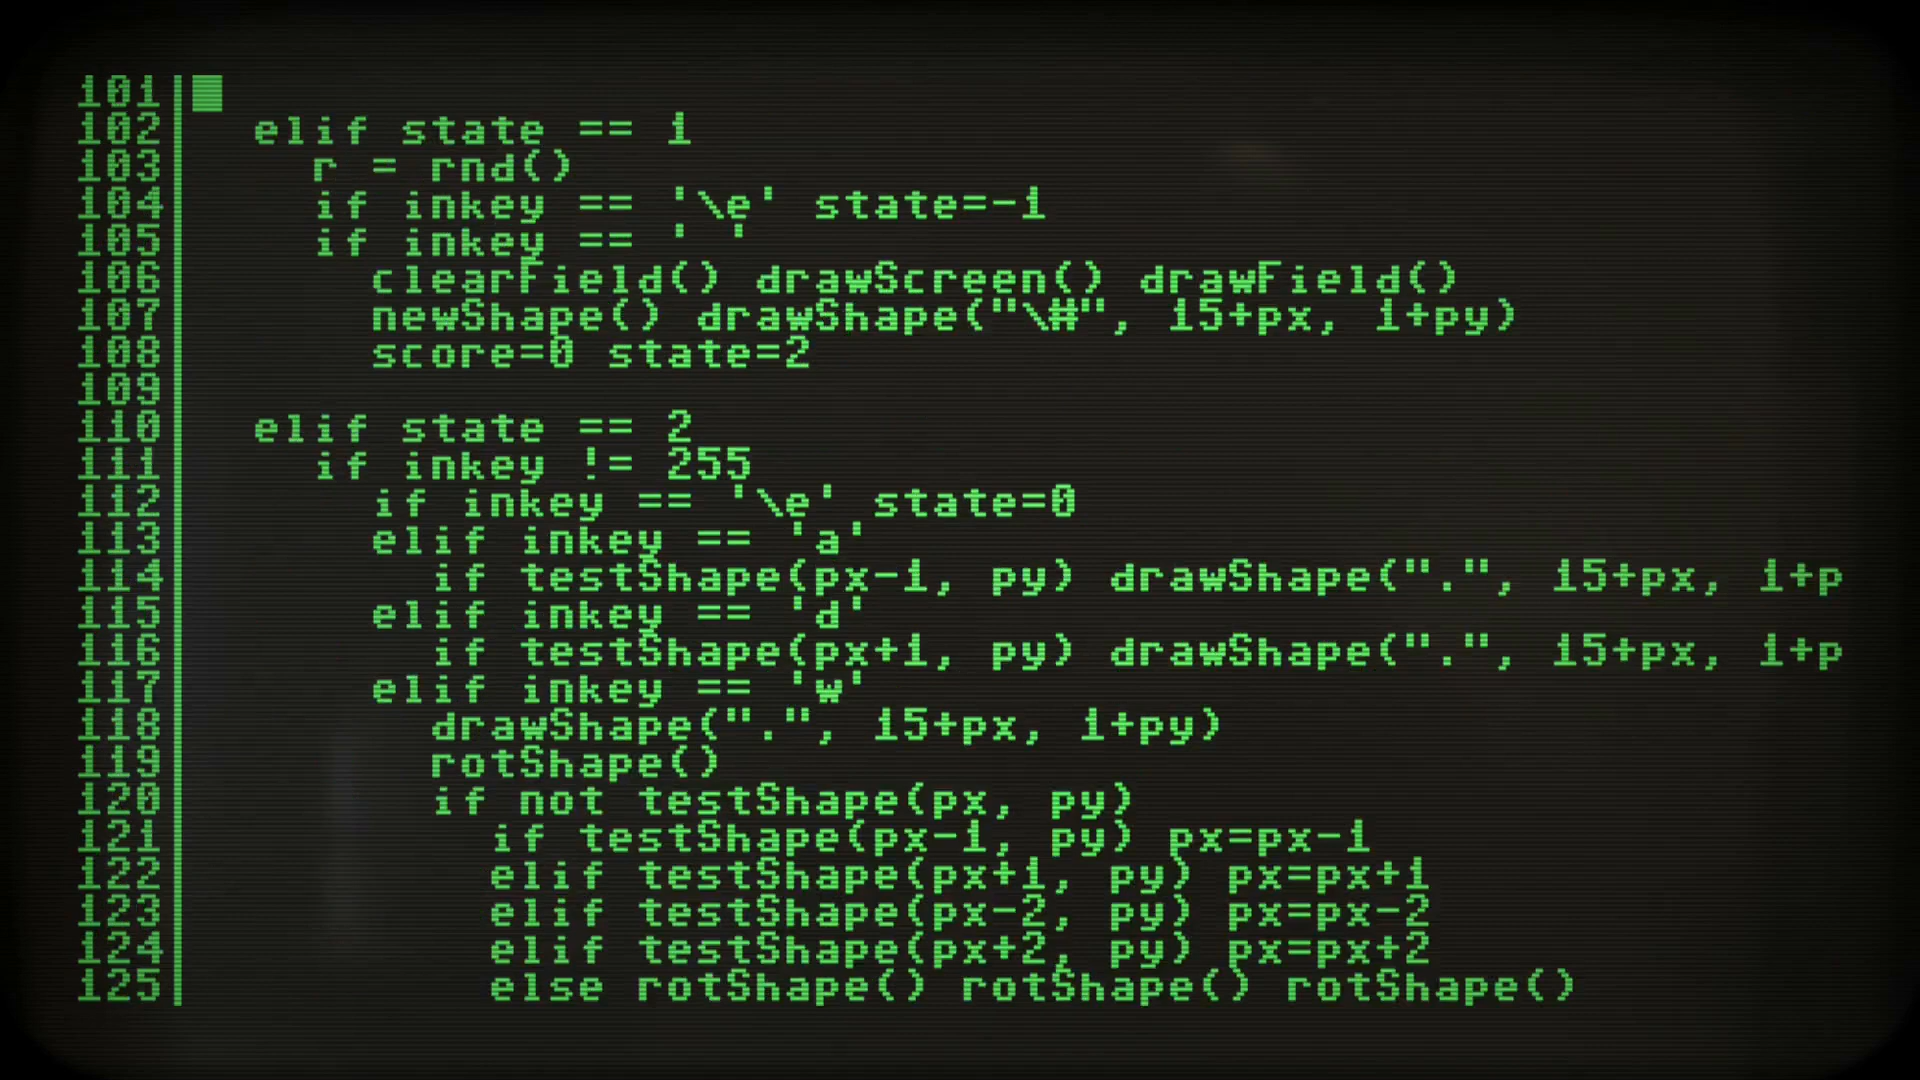 101
102   elif state == 1
103     r = rnd()
104     if inkey == '\e' state=-1
105     if inkey == ' '
106       clearField() drawScreen() drawField()
107       newShape() drawShape("\#", 15+px, 1+py)
108       score=0 state=2
109
110   elif state == 2
111     if inkey != 255
112       if inkey == '\e' state=0
113       elif inkey == 'a'
114         if testShape(px-1, py) drawShape(".", 15+px, 1+p
115       elif inkey == 'd'
116         if testShape(px+1, py) drawShape(".", 15+px, 1+p
117       elif inkey == 'w'
118         drawShape(".", 15+px, 1+py)
119         rotShape()
120         if not testShape(px, py)
121           if testShape(px-1, py) px=px-1
122           elif testShape(px+1, py) px=px+1
123           elif testShape(px-2, py) px=px-2
124           elif testShape(px+2, py) px=px+2
125           else rotShape() rotShape() rotShape()